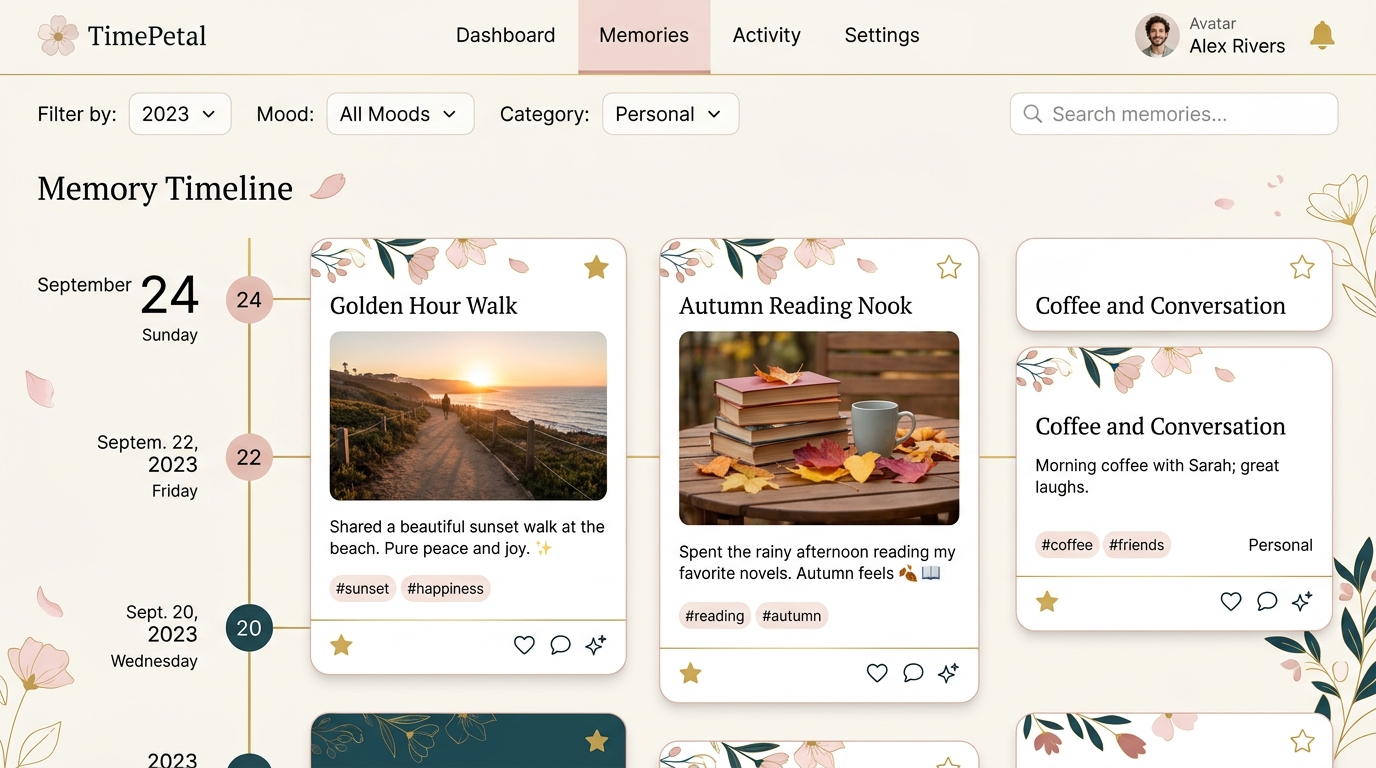 TimePetal
Dashboard
Memories
Activity
Settings
Avatar
Alex Rivers
Filter by:
2023
Mood:
All Moods
Category:
Personal
Search memories...
Memory Timeline
September 24
Sunday
24
Septem. 22,
2023
Friday
22
Sept. 20,
2023
Wednesday
20
2023
Golden Hour Walk
Shared a beautiful sunset walk at the
beach. Pure peace and joy. ✨
#sunset #happiness
Autumn Reading Nook
Spent the rainy afternoon reading my
favorite novels. Autumn feels 🍂 📖
#reading #autumn
Coffee and Conversation
Coffee and Conversation
Morning coffee with Sarah; great
laughs.
#coffee #friends
Personal